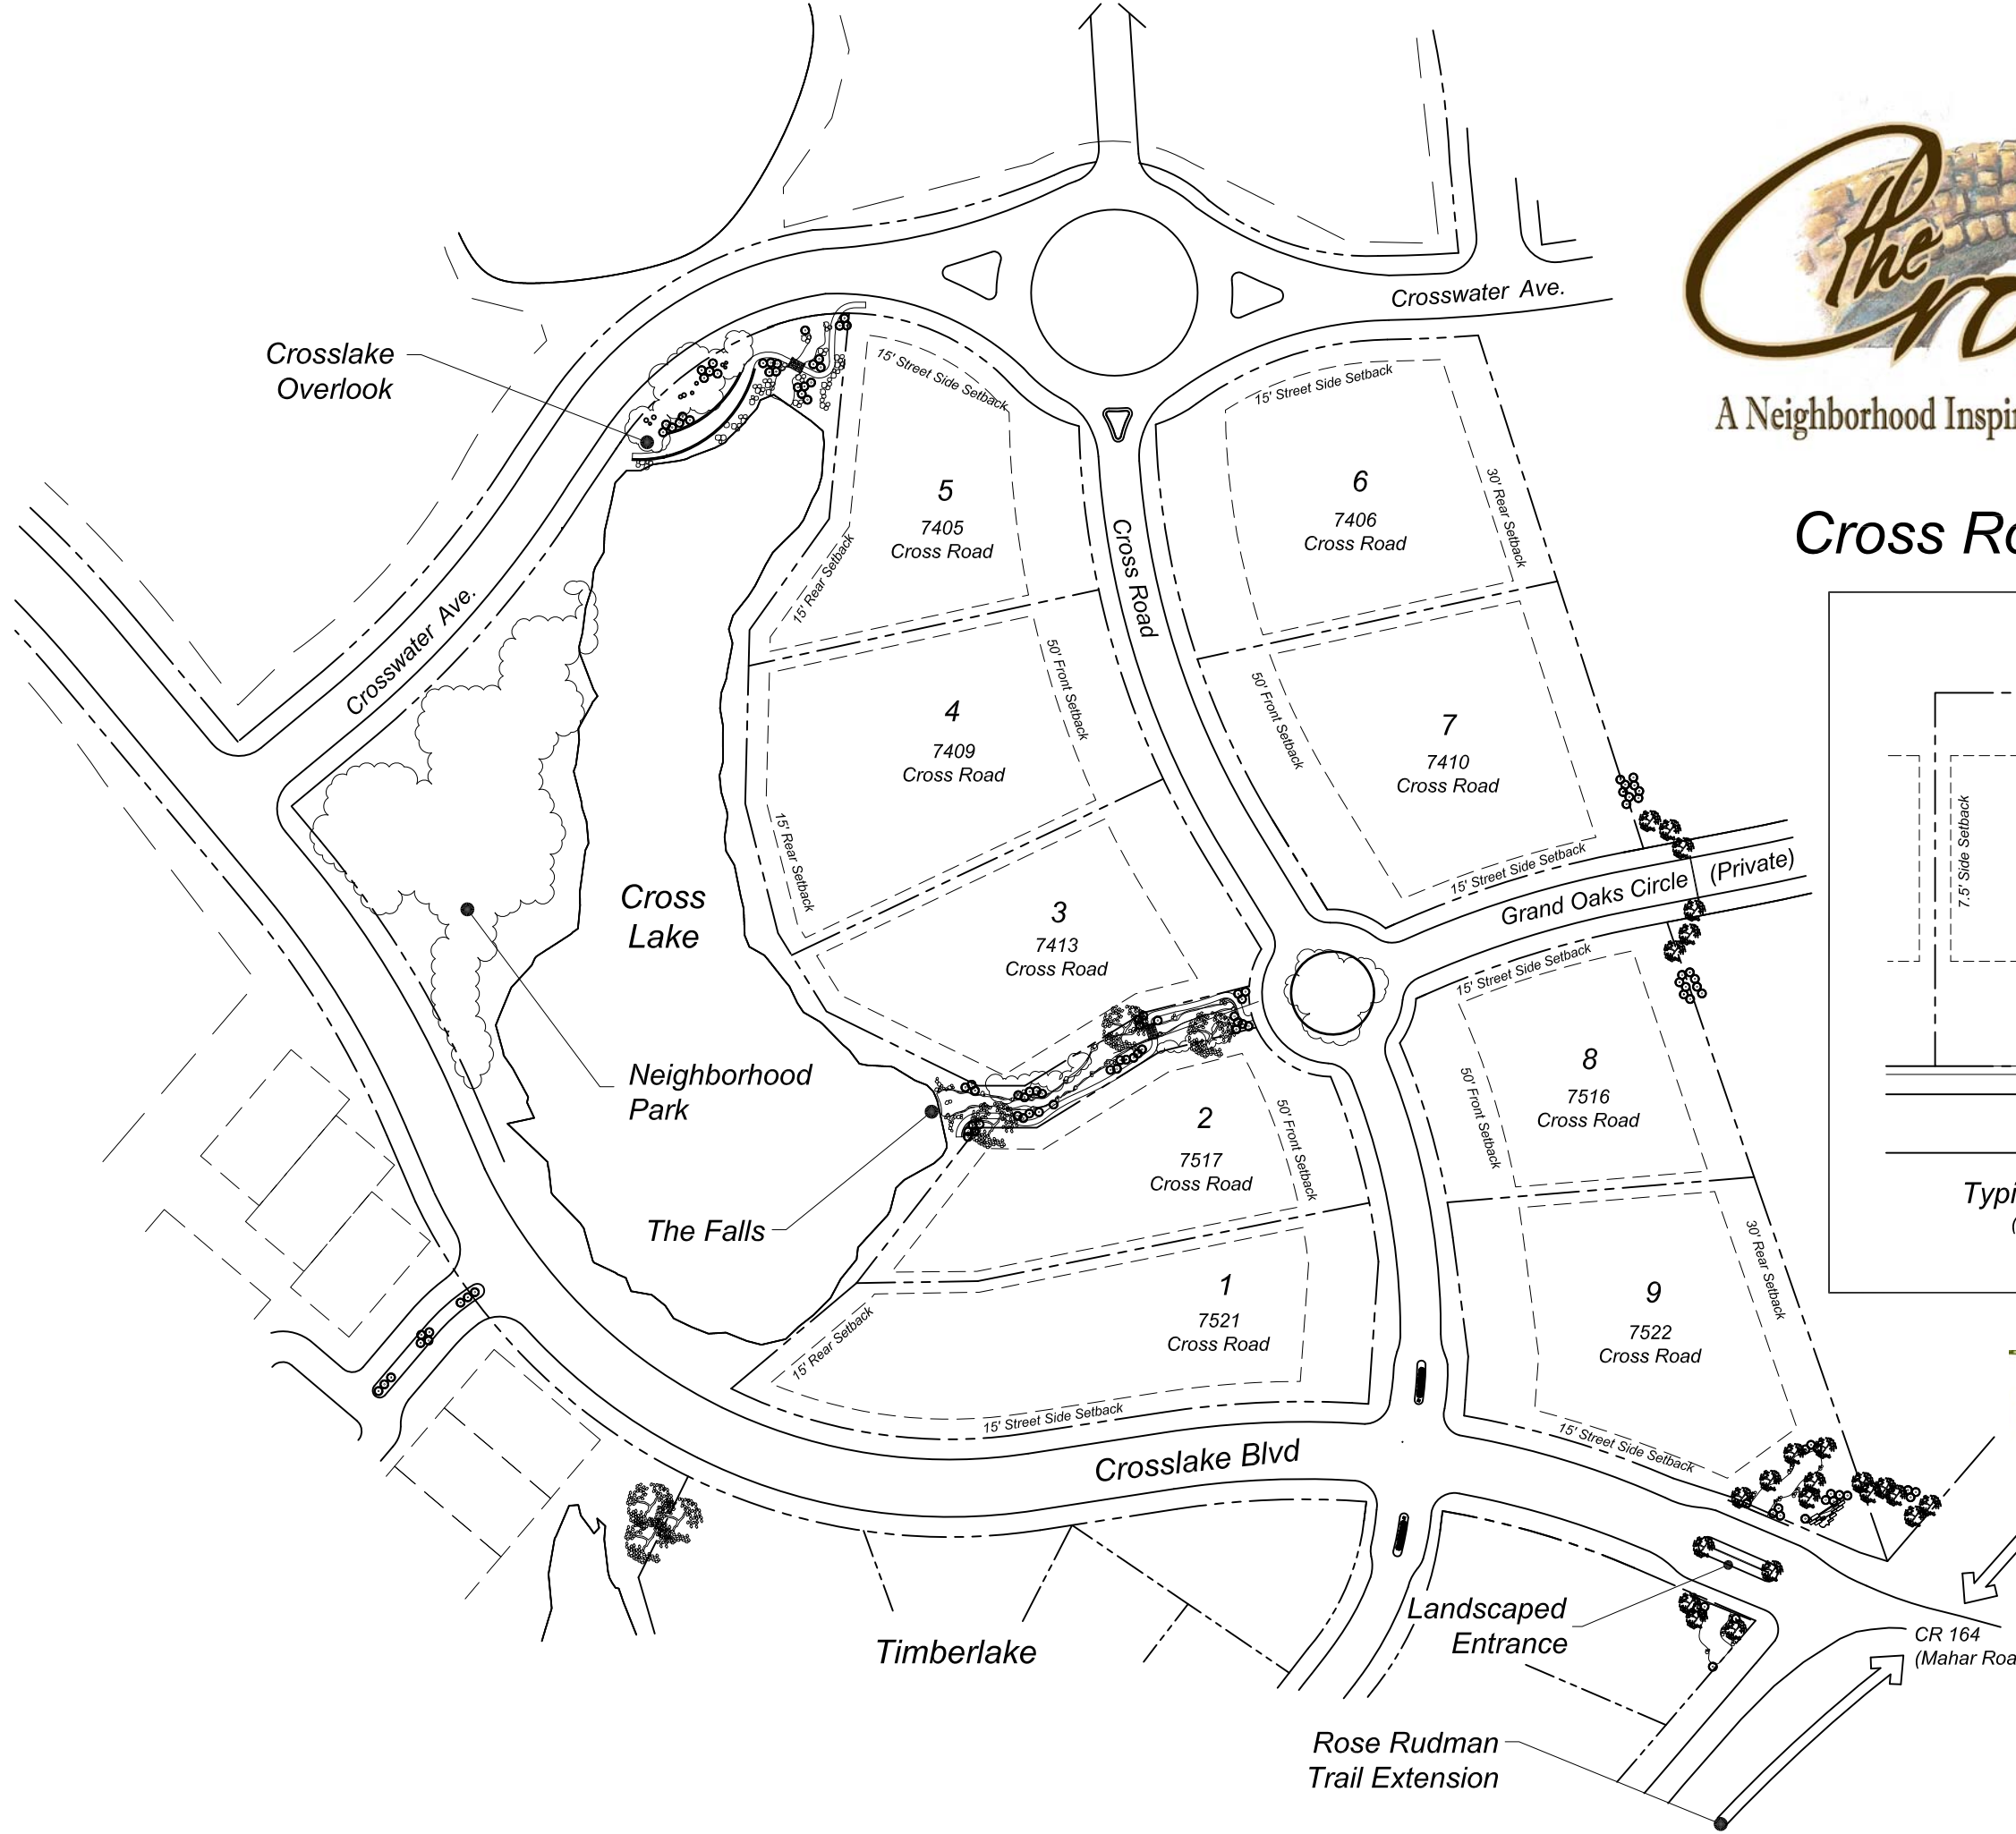 The
A Neighborhood
Cross
Crosswater Ave.
Crosslake
Overlook
15' Street Side Setback
15' Street Side Setback
5
7405
Cross Road
6
7406
Cross Road
30' Rear Setback
15' Rear Setback
Cross Road
Crosswater Ave.
50' Front Setback
50' Front Setback
4
7409
Cross Road
7
7410
Cross Road
7.5' Side Setback
15' Rear Setback
15' Street Side Setback
Grand Oaks Circle (Private)
Cross
Lake
3
7413
Cross Road
15' Street Side Setback
Neighborhood
Park
8
7516
Cross Road
50' Front Setback
50' Front Setback
2
7517
Cross Road
The Falls
30' Rear Setback
1
7521
Cross Road
9
7522
Cross Road
15' Rear Setback
15' Street Side Setback
15' Street Side Setback
Crosslake Blvd
Landscaped
Entrance
Timberlake
CR 164
(Mahar
Rose Rudman
Trail Extension